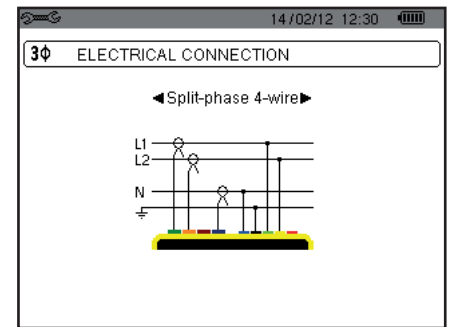 14/02/12 12:30
3ϕ ELECTRICAL CONNECTION
◄Split-phase 4-wire►
L1
L2
N